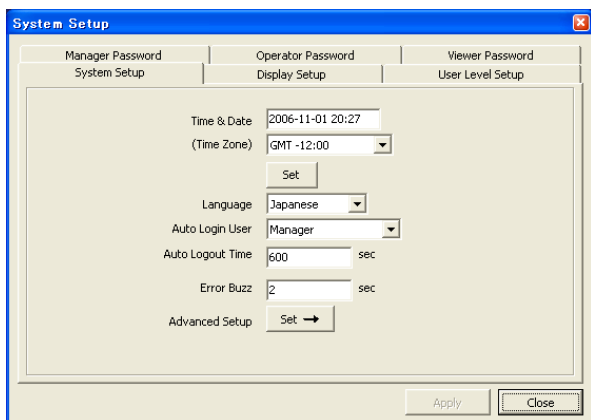 System Setup
Manager Password Operator Password Viewer Password
System Setup Display Setup User Level Setup
Time & Date 2006-11-01 20:27
(Time Zone) GMT -12:00
Set
Language Japanese
Auto Login User Manager
Auto Logout Time 600 sec
Error Buzz 2 sec
Advanced Setup Set →
Apply Close